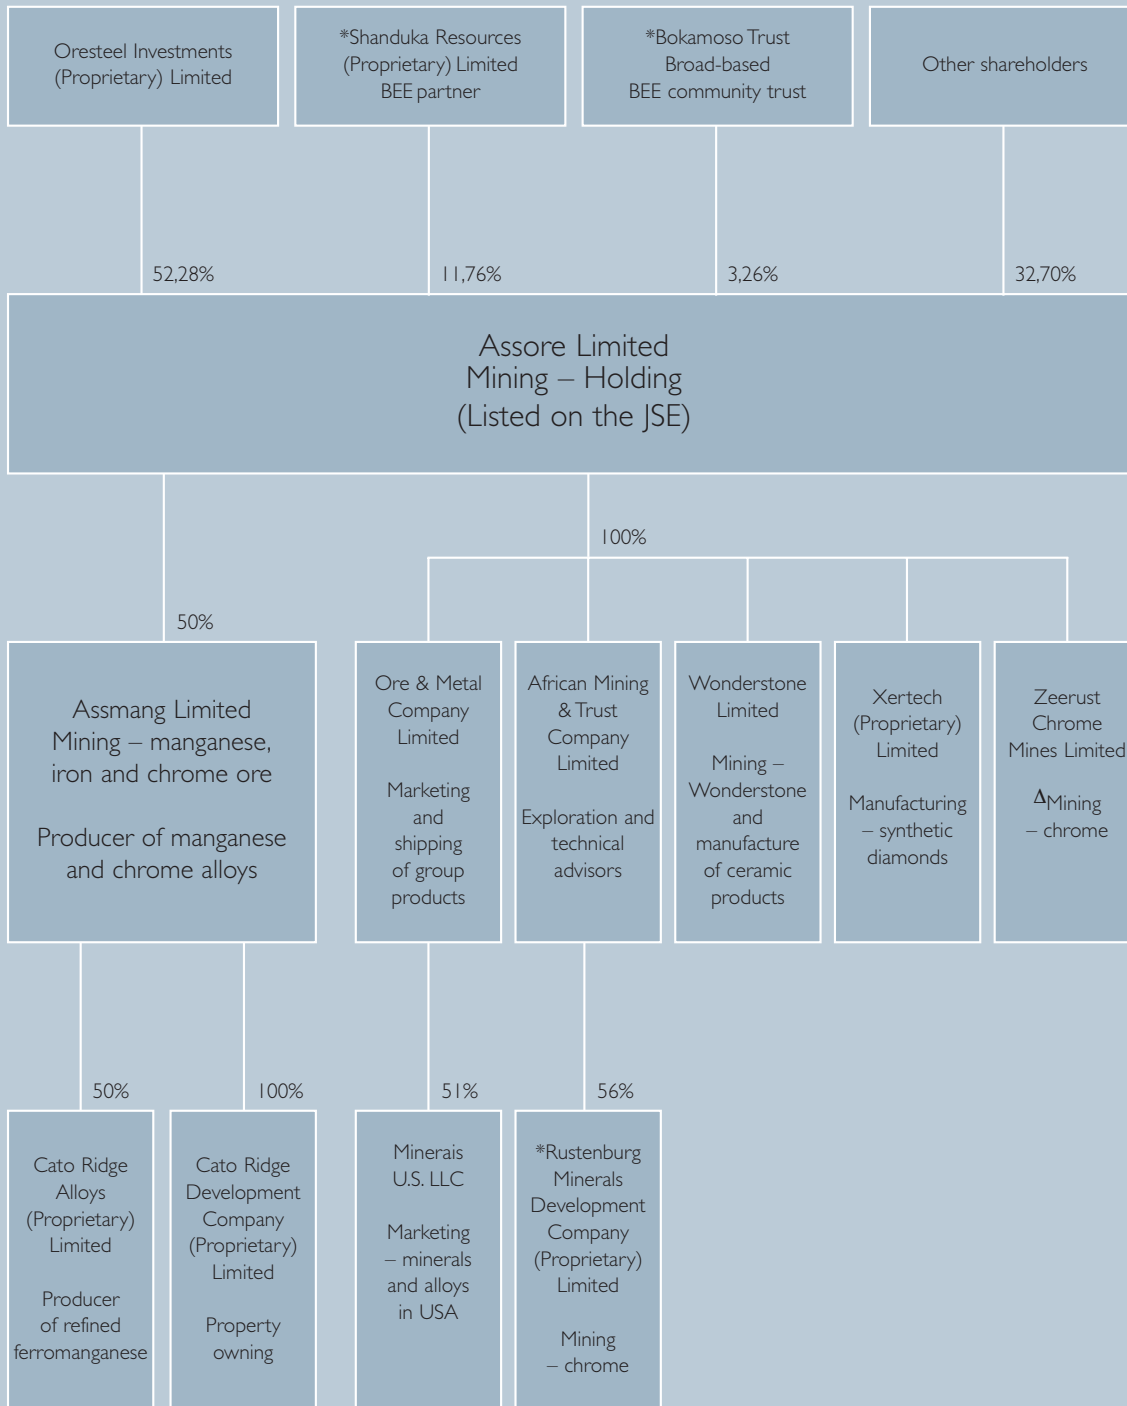 Oresteel Investments
(Proprietary) Limited
*Shanduka Resources
(Proprietary) Limited
BEE partner
*Bokamoso Trust
Broad-based
BEE community trust
Other shareholders
52,28%
11,76%
3,26%
32,70%
Assore Limited
Mining – Holding
(Listed on the JSE)
100%
50%
Assmang Limited
Mining – manganese,
iron and chrome ore
Producer of manganese
and chrome alloys
Ore & Metal
Company
Limited
Marketing
and
shipping
of group
products
African Mining
& Trust
Company
Limited
Exploration and
technical
advisors
Wonderstone
Limited
Mining –
Wonderstone
and
manufacture
of ceramic
products
Xertech
(Proprietary)
Limited
Manufacturing
– synthetic
diamonds
Zeerust
Chrome
Mines Limited
ΔMining
– chrome
50%
100%
51%
56%
Cato Ridge
Alloys
(Proprietary)
Limited
Producer
of refined
ferromanganese
Cato Ridge
Development
Company
(Proprietary)
Limited
Property
owning
Minerais
U.S. LLC
Marketing
– minerals
and alloys
in USA
*Rustenburg
Minerals
Development
Company
(Proprietary)
Limited
Mining
– chrome